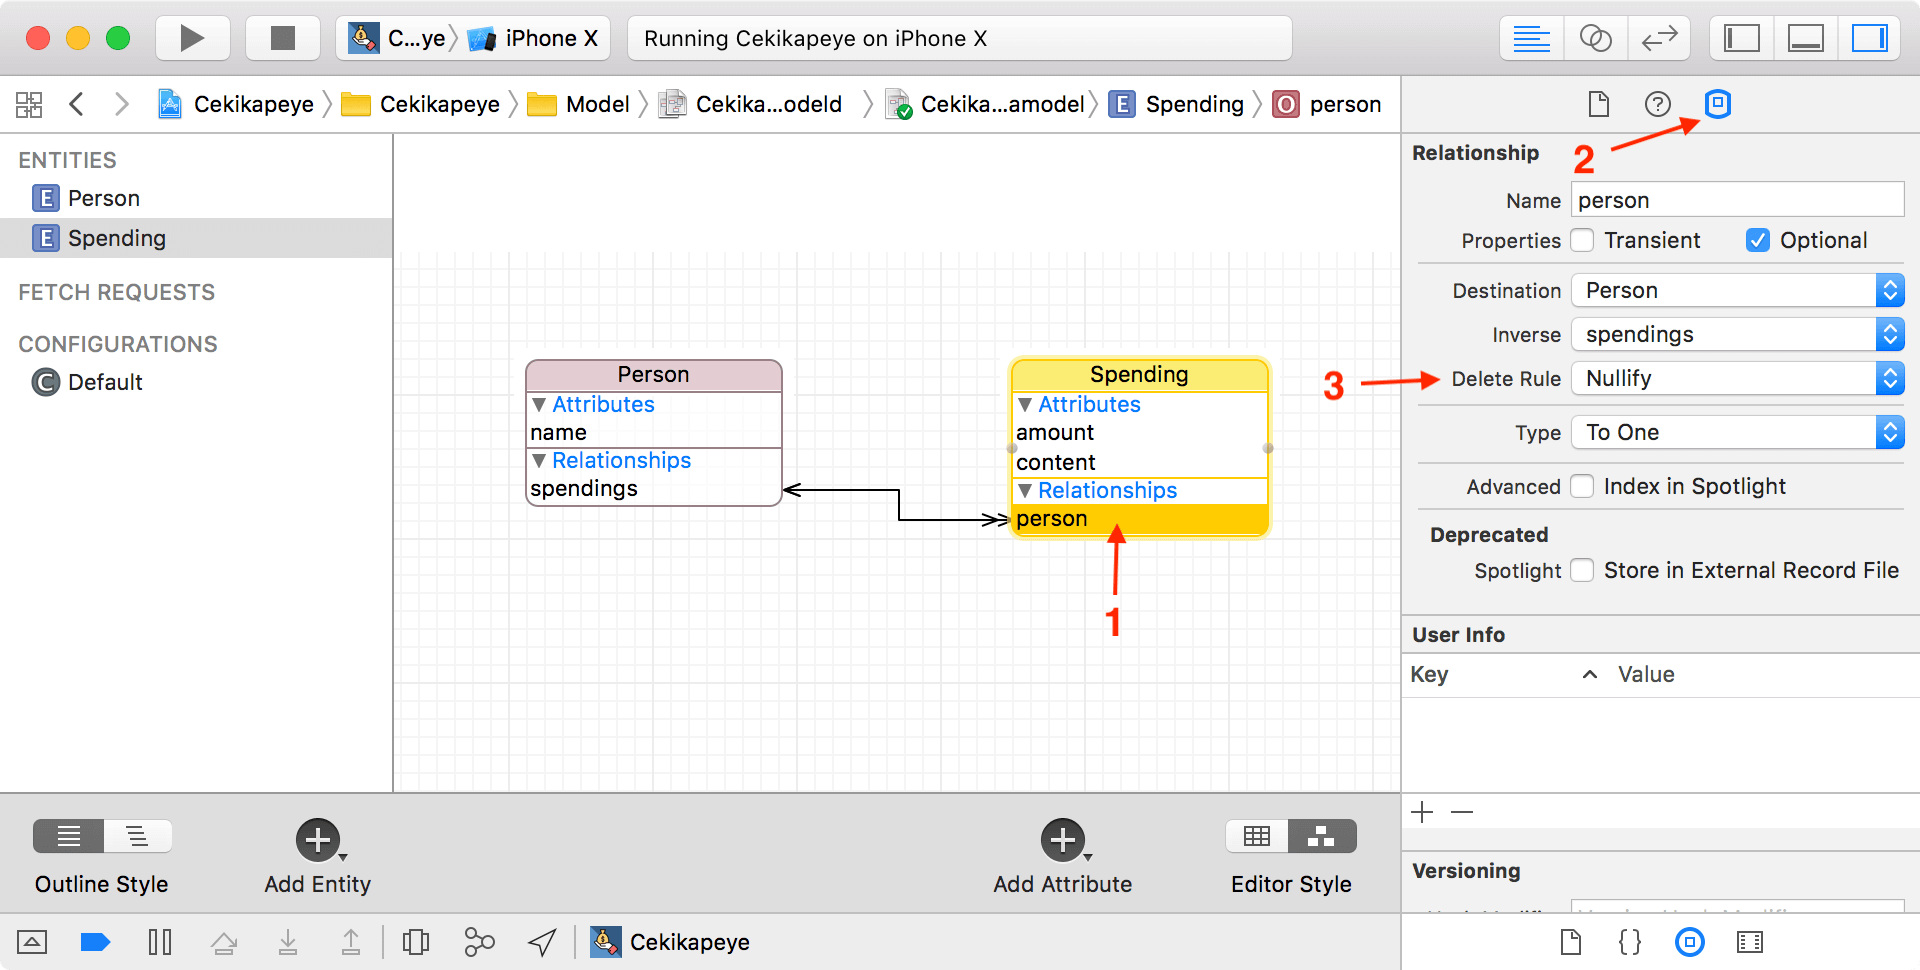 C...ye
iPhone X
Running Cekikapeye on iPhone X
Cekikapeye
Cekikapeye
Model
Cekika...odeld
Cekika...amodel
E
Spending
O
person
ENTITIES
E Person
E Spending
FETCH REQUESTS
CONFIGURATIONS
C Default
Person
Attributes
name
Relationships
spendings
Spending
Attributes
amount
content
Relationships
person
1
2
3
Relationship
Name person
Properties Transient Optional
Destination Person
Inverse spendings
Delete Rule Nullify
Type To One
Advanced Index in Spotlight
Deprecated
Spotlight Store in External Record File
User Info
Key Value
Versioning
Outline Style
Add Entity
Add Attribute
Editor Style
Cekikapeye